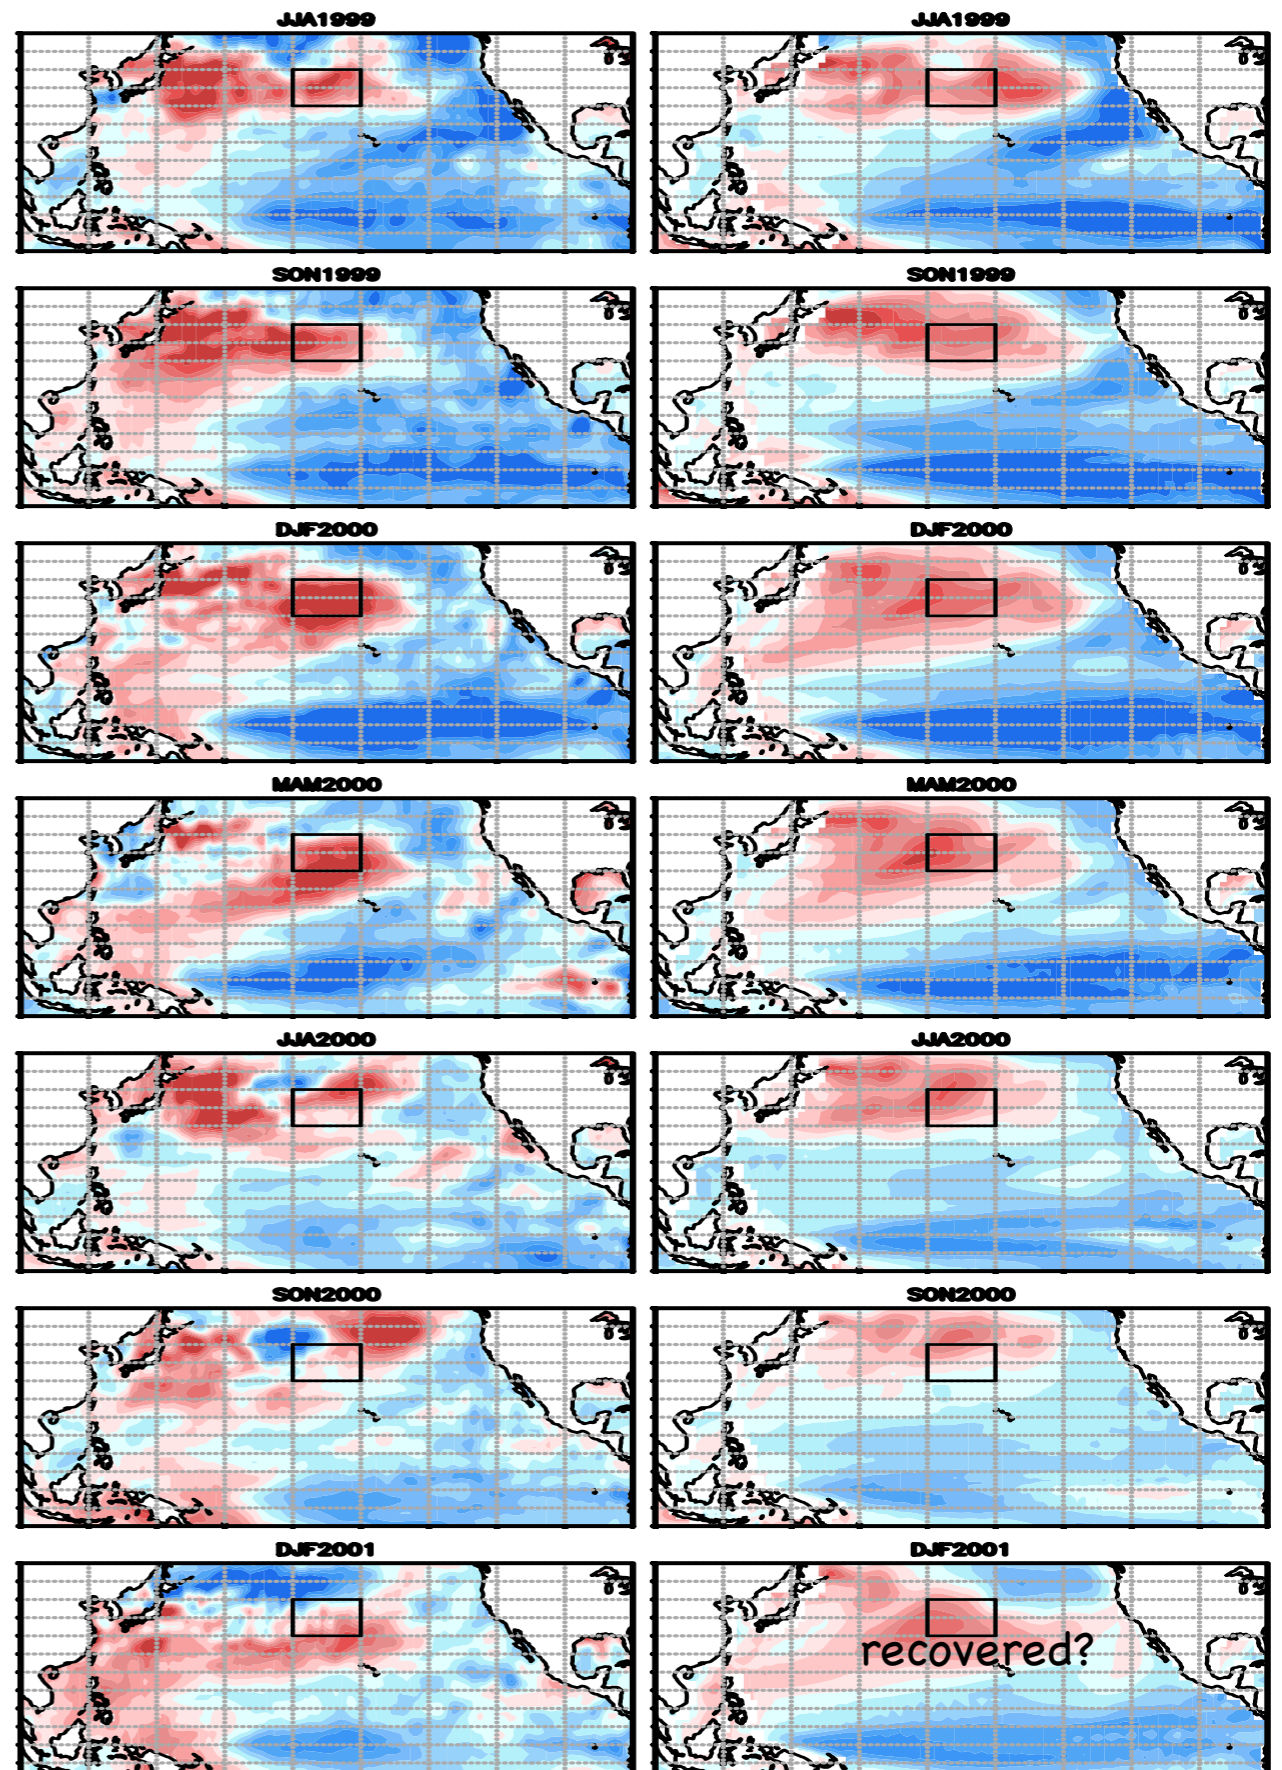 JJA1999 JJA1999
SON1999 SON1999
DJF2000 DJF2000
MAM2000 MAM2000
JJA2000 JJA2000
SON2000 SON2000
DJF2001 DJF2001
recovered?